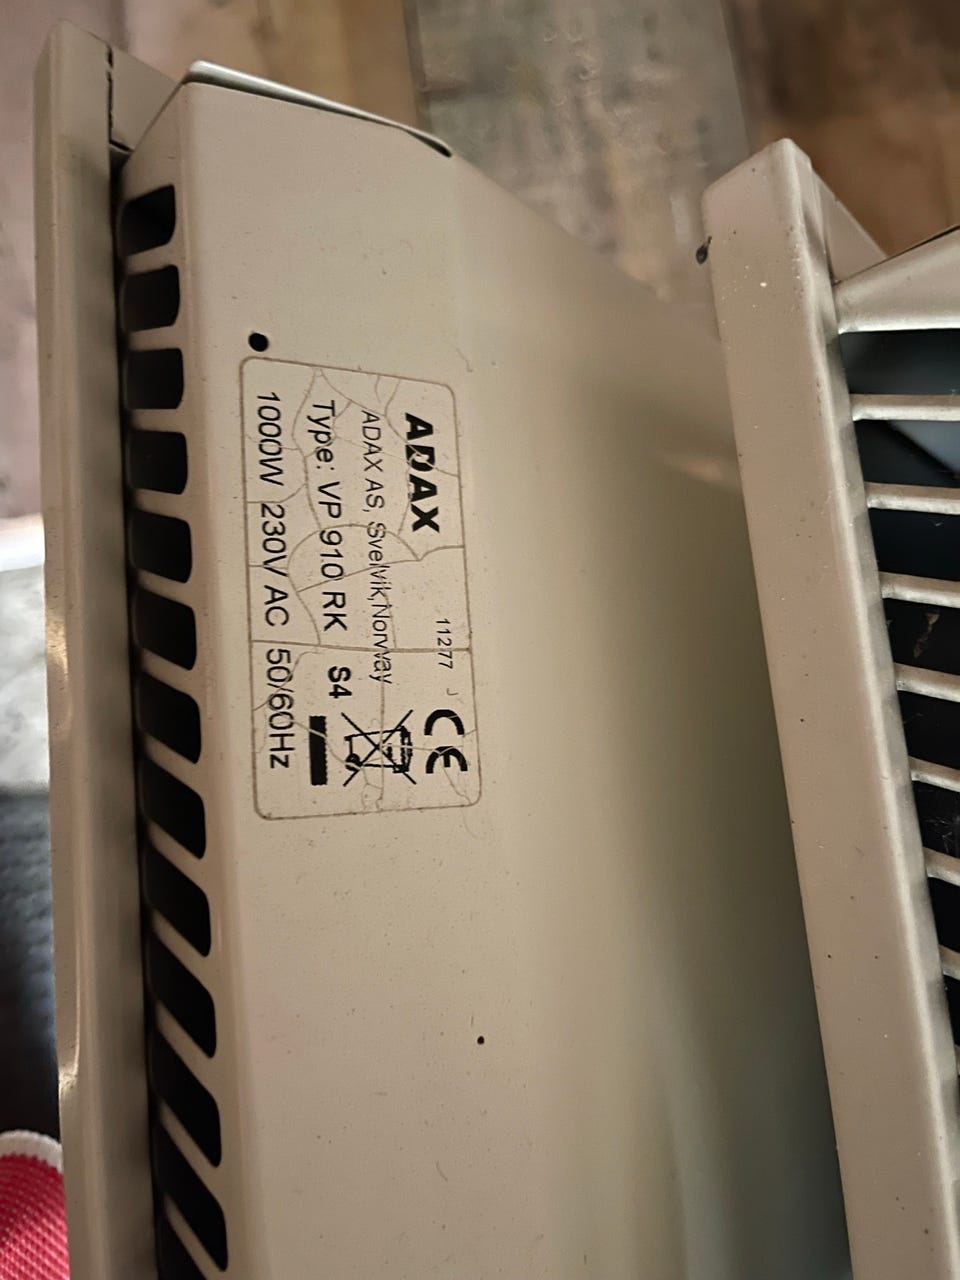 ADAX
11277 J
ADAX AS, Svelvik,Norway
Type: VP 910 RK S4
1000W 230V AC 50/60Hz
CE